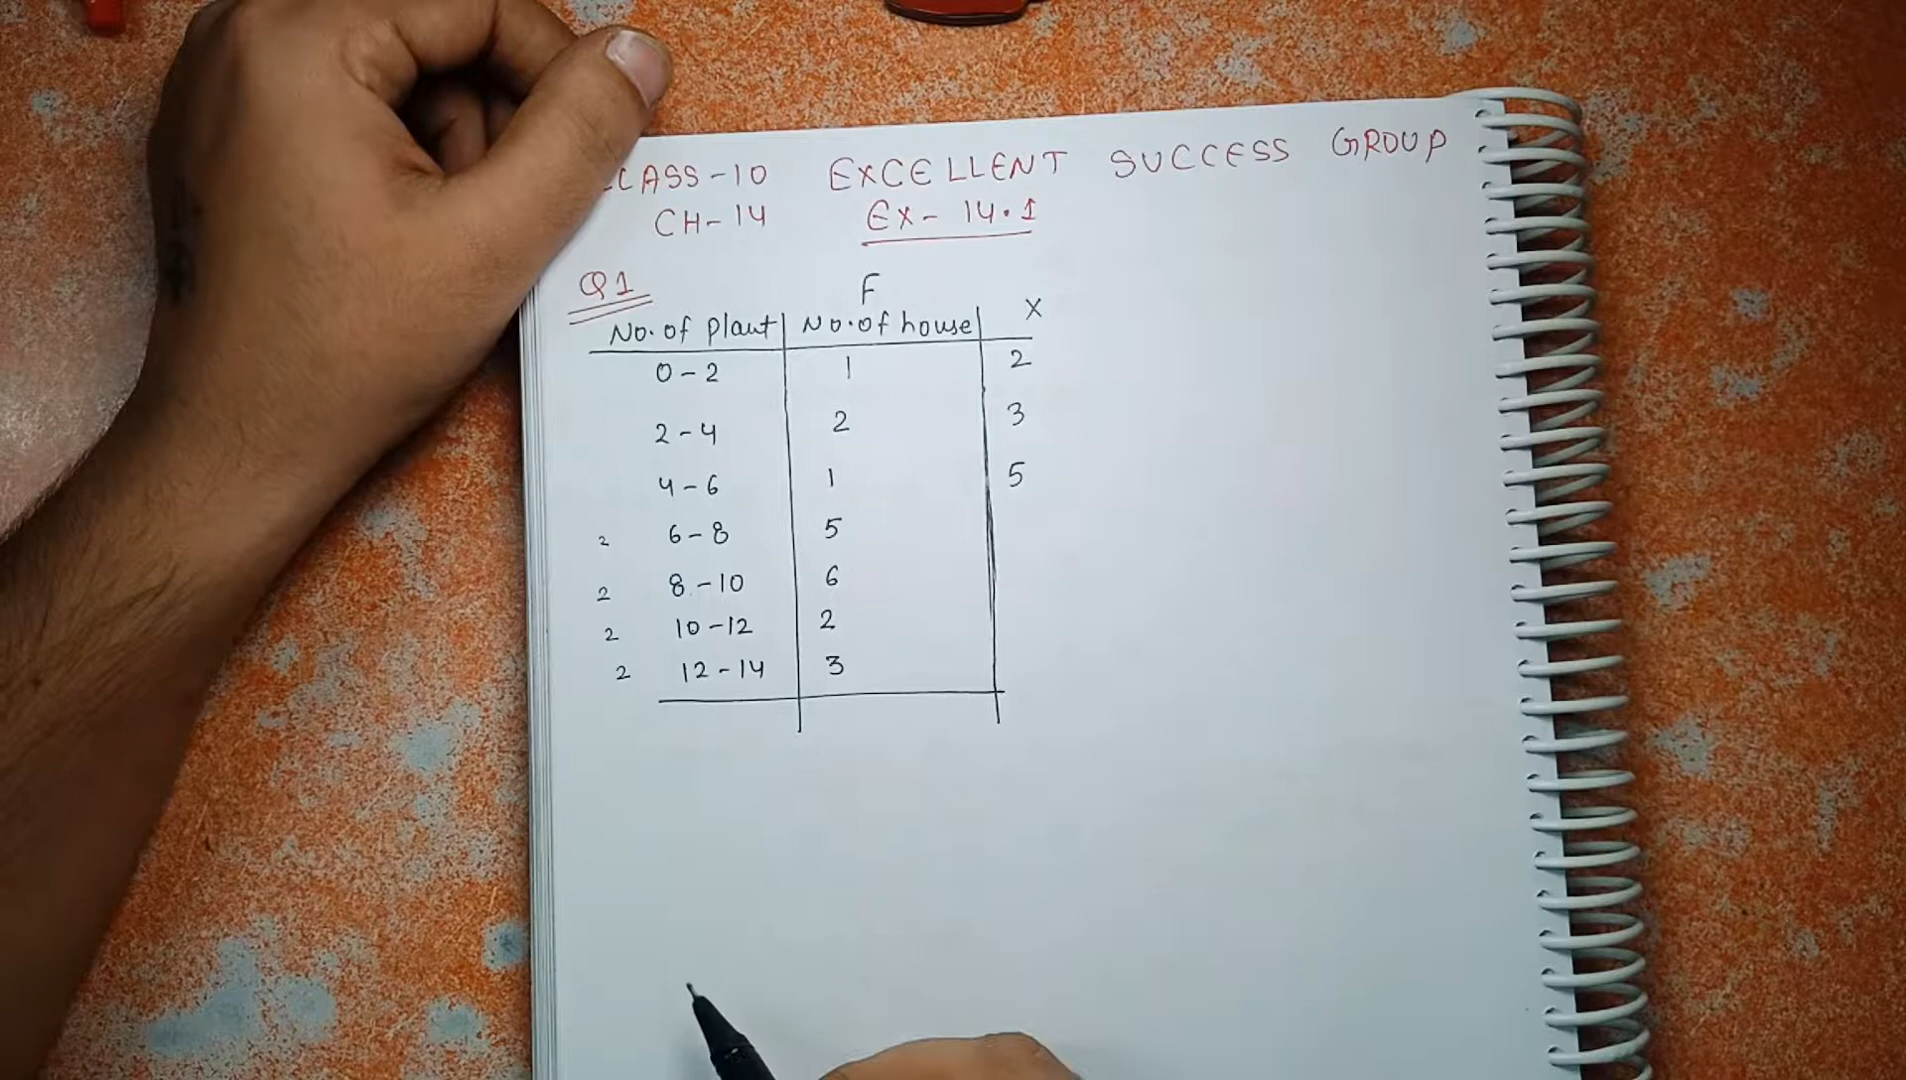 CLASS-10 EXCELLENT SUCCESS GROUP
CH-14 EX-14.1
Q1
F
No. of plant No. of house X
0-2 1 2
2-4 2 3
4-6 1 5
2 6-8 5
2 8-10 6
2 10-12 2
2 12-14 3